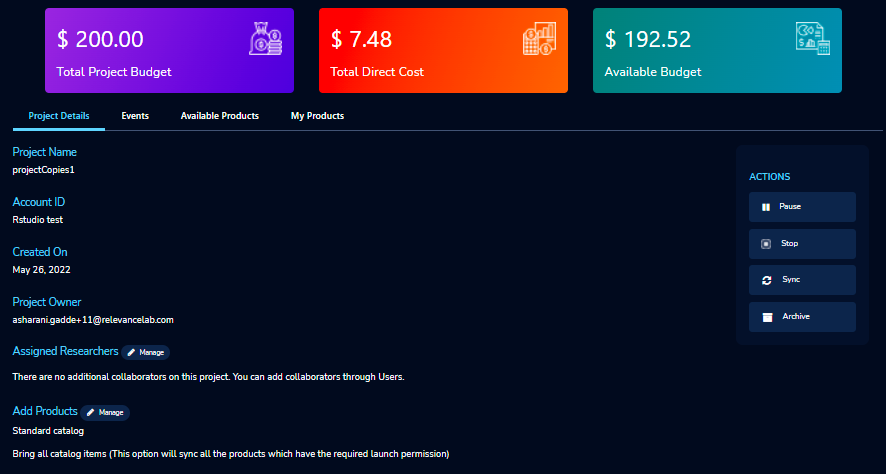 $ 200.00
Total Project Budget
$ 7.48
Total Direct Cost
$ 192.52
Available Budget
Project Details
Events
Available Products
My Products
Project Name
projectCopies1
Account ID
Rstudio test
Created On
May 26, 2022
Project Owner
asharani.gadde+11@relevancelab.com
Assigned Researchers Manage
There are no additional collaborators on this project. You can add collaborators through Users.
Add Products Manage
Standard catalog
Bring all catalog items (This option will sync all the products which have the required launch permission)
ACTIONS
Pause
Stop
Sync
Archive